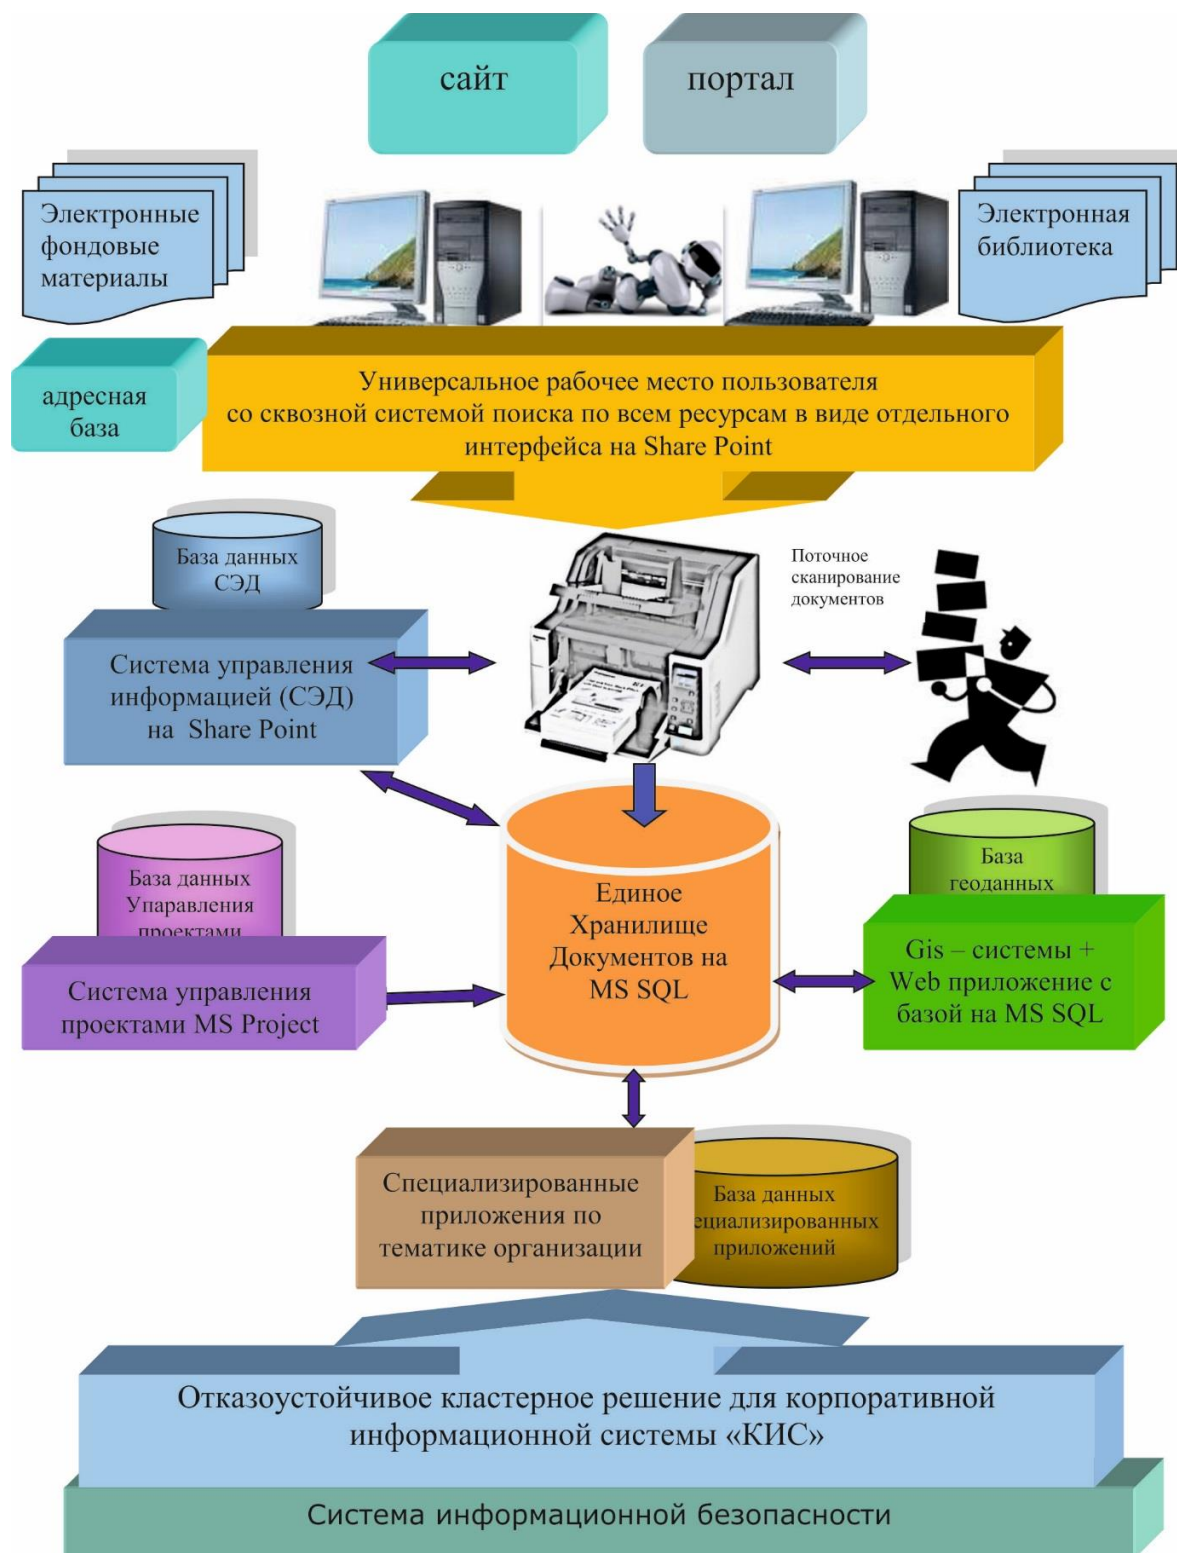 сайт
портал
Электронные
фондовые
материалы
Электронная
библиотека
адресная
база
Универсальное рабочее место пользователя
со сквозной системой поиска по всем ресурсам в виде отдельного
интерфейса на Share Point
База данных
СЭД
Поточное
сканирование
документов
Система управления
информацией (СЭД)
на Share Point
База данных
Упаравления
проектами
Система управления
проектами MS Project
Единое
Хранилище
Документов на
MS SQL
База
геоданных
Gis – системы +
Web приложение с
базой на MS SQL
Специализированные
приложения по
тематике организации
База данных
ециализированных
приложений
Отказоустойчивое кластерное решение для корпоративной
информационной системы «КИС»
Система информационной безопасности